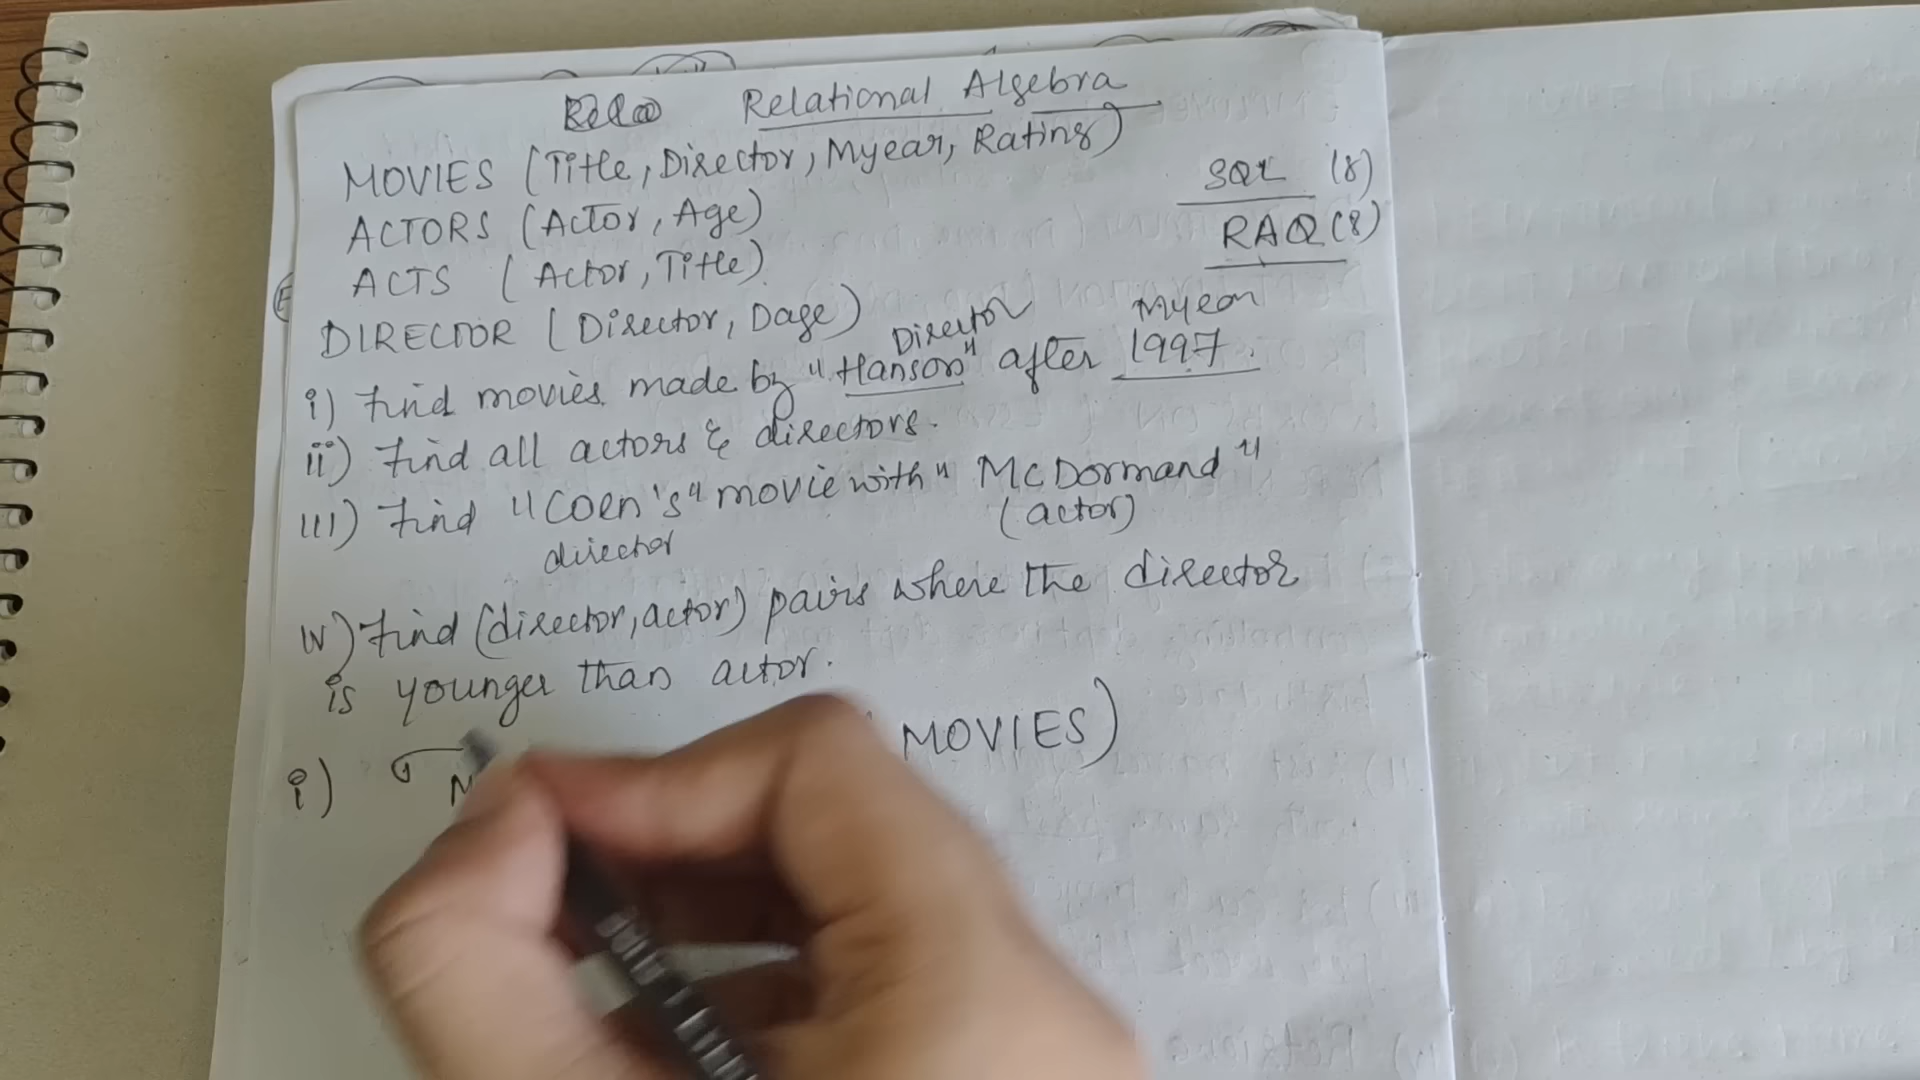 Relational Algebra
MOVIES (Title, Director, Myear, Rating)
ACTORS (Actor, Age)
ACTS (Actor, Title)
DIRECTOR (Director, Dage)
SQL (8)
RAQ (8)
Director
Myear
i) Find movies made by "Hanson" after 1997.
ii) Find all actors & directors.
iii) Find "Coen's" movie with "McDormand"
director
(actor)
iv) Find (director, actor) pairs where the director
is younger than actor.
i) σ M
MOVIES)